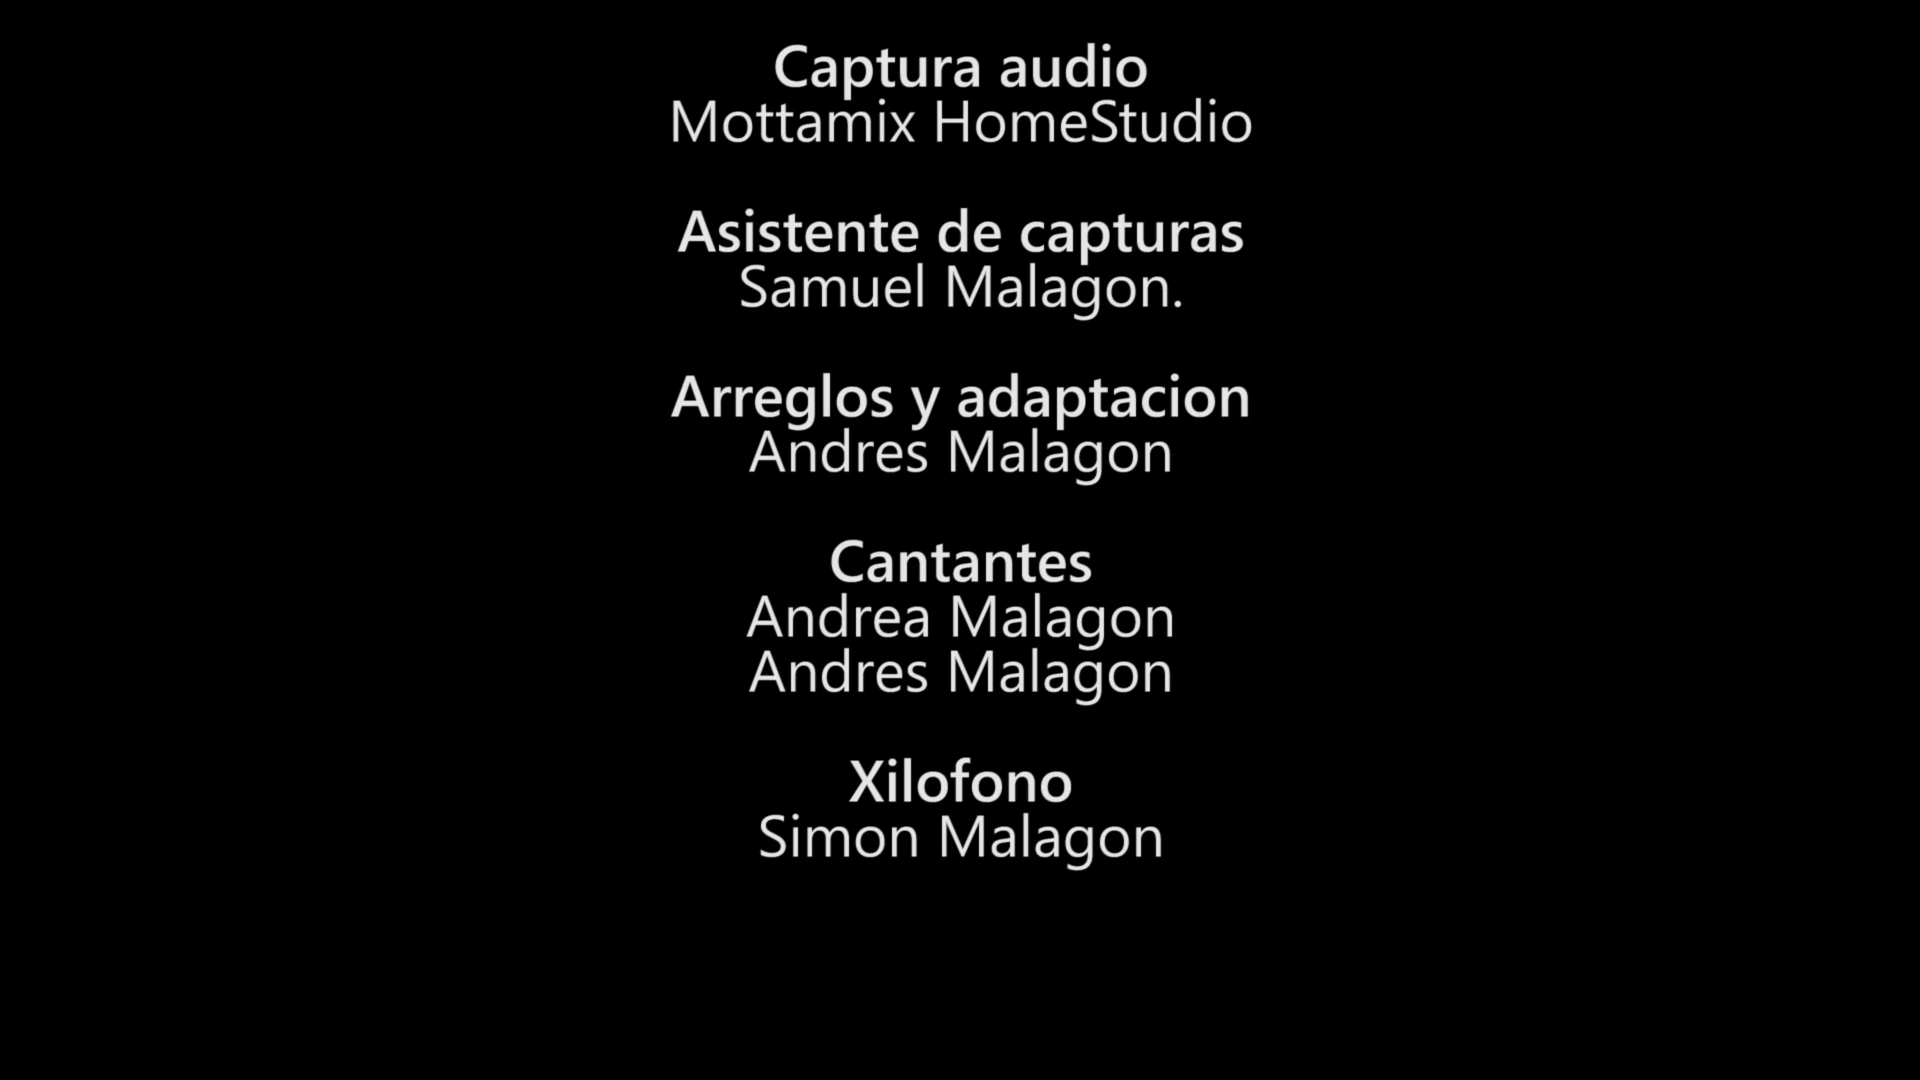 Captura audio
Mottamix HomeStudio
Asistente de capturas
Samuel Malagon.
Arreglos y adaptacion
Andres Malagon
Cantantes
Andrea Malagon
Andres Malagon
Xilofono
Simon Malagon